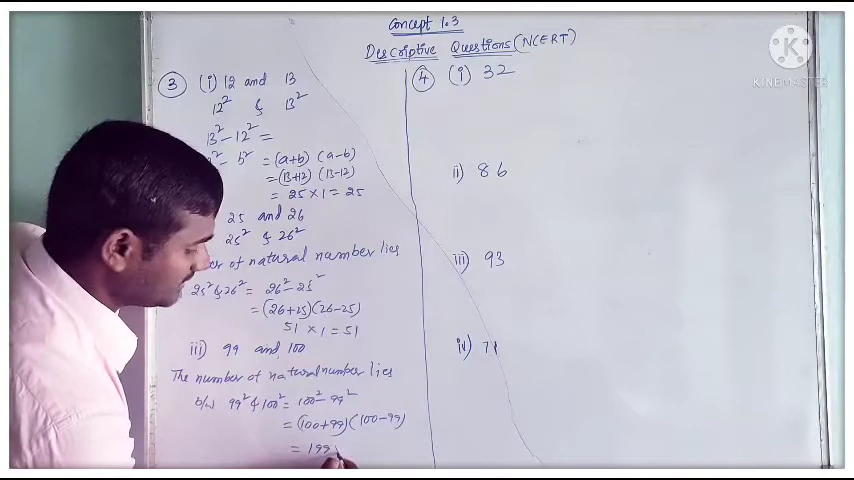 Concept 1.3
Descriptive Questions (NCERT)
KINEMASTER
3 (i) 12 and 13
12² & 13²
13² - 12² =
- b² = (a+b) (a-b)
= (13+12) (13-12)
= 25 × 1 = 25
25 and 26
25² & 26²
of natural number lies
25² & 26² = 26² - 25²
= (26+25) (26-25)
51 × 1 = 51
iii) 99 and 100
The number of natural number lies
b/w 99² & 100² = 100² - 99²
= (100+99) (100-99)
= 199
4 (i) 32
ii) 86
iii) 93
iv) 71